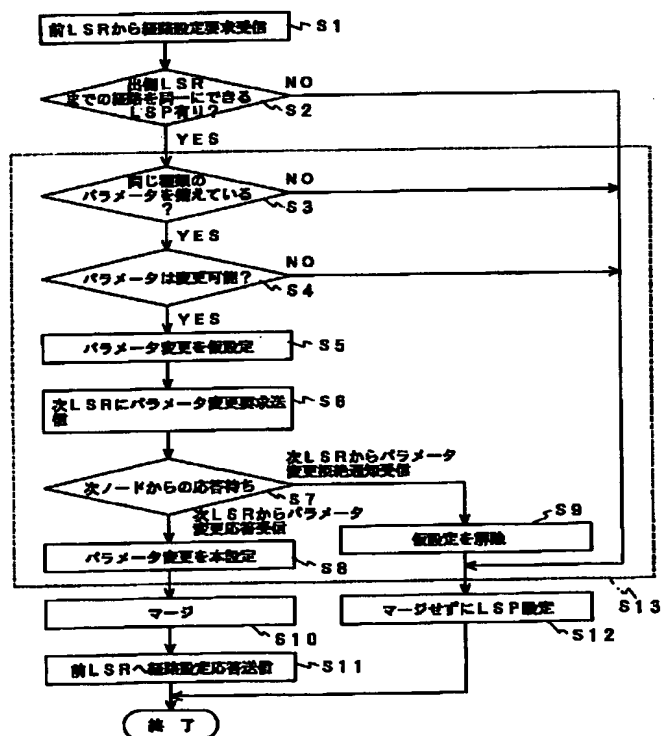 前LSRから経路設定要求受信
S1
出側LSR
までの経路を同一にできる
LSP有り?
NO
S2
YES
同じ種類の
パラメータを備えている
?
NO
S3
YES
パラメータは変更可能?
NO
S4
YES
パラメータ変更を仮設定
S5
次LSRにパラメータ変更要求送
信
S6
次ノードからの応答待ち
S7
次LSRからパラメータ
変更拒絶通知受信
次LSRからパラメータ
変更応答受信
S9
仮設定を解除
パラメータ変更を本設定
S8
S13
マージ
S10
マージせずにLSP設定
S12
前LSRへ経路設定応答送信
S11
終 了